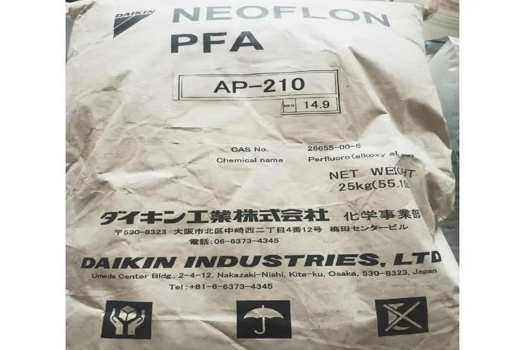 DAIKIN NEOFLON
PFA
AP-210
14.9
CAS No. 26655-00-5
Chemical name Perfluoro(alkoxy
NET WEIGHT
25kg(55.1
ダイキン工業株式会社 化学事業部
〒530-8323 大阪市北区中崎西二丁目4番12号 梅田センタービル
電話:06-6373-4345
DAIKIN INDUSTRIES, LTD
Umeda Center Bldg., 2-4-12, Nakazaki-Nishi, Kita-ku, Osaka, 530-8323, Japan
Tel:+81-6-6373-4345